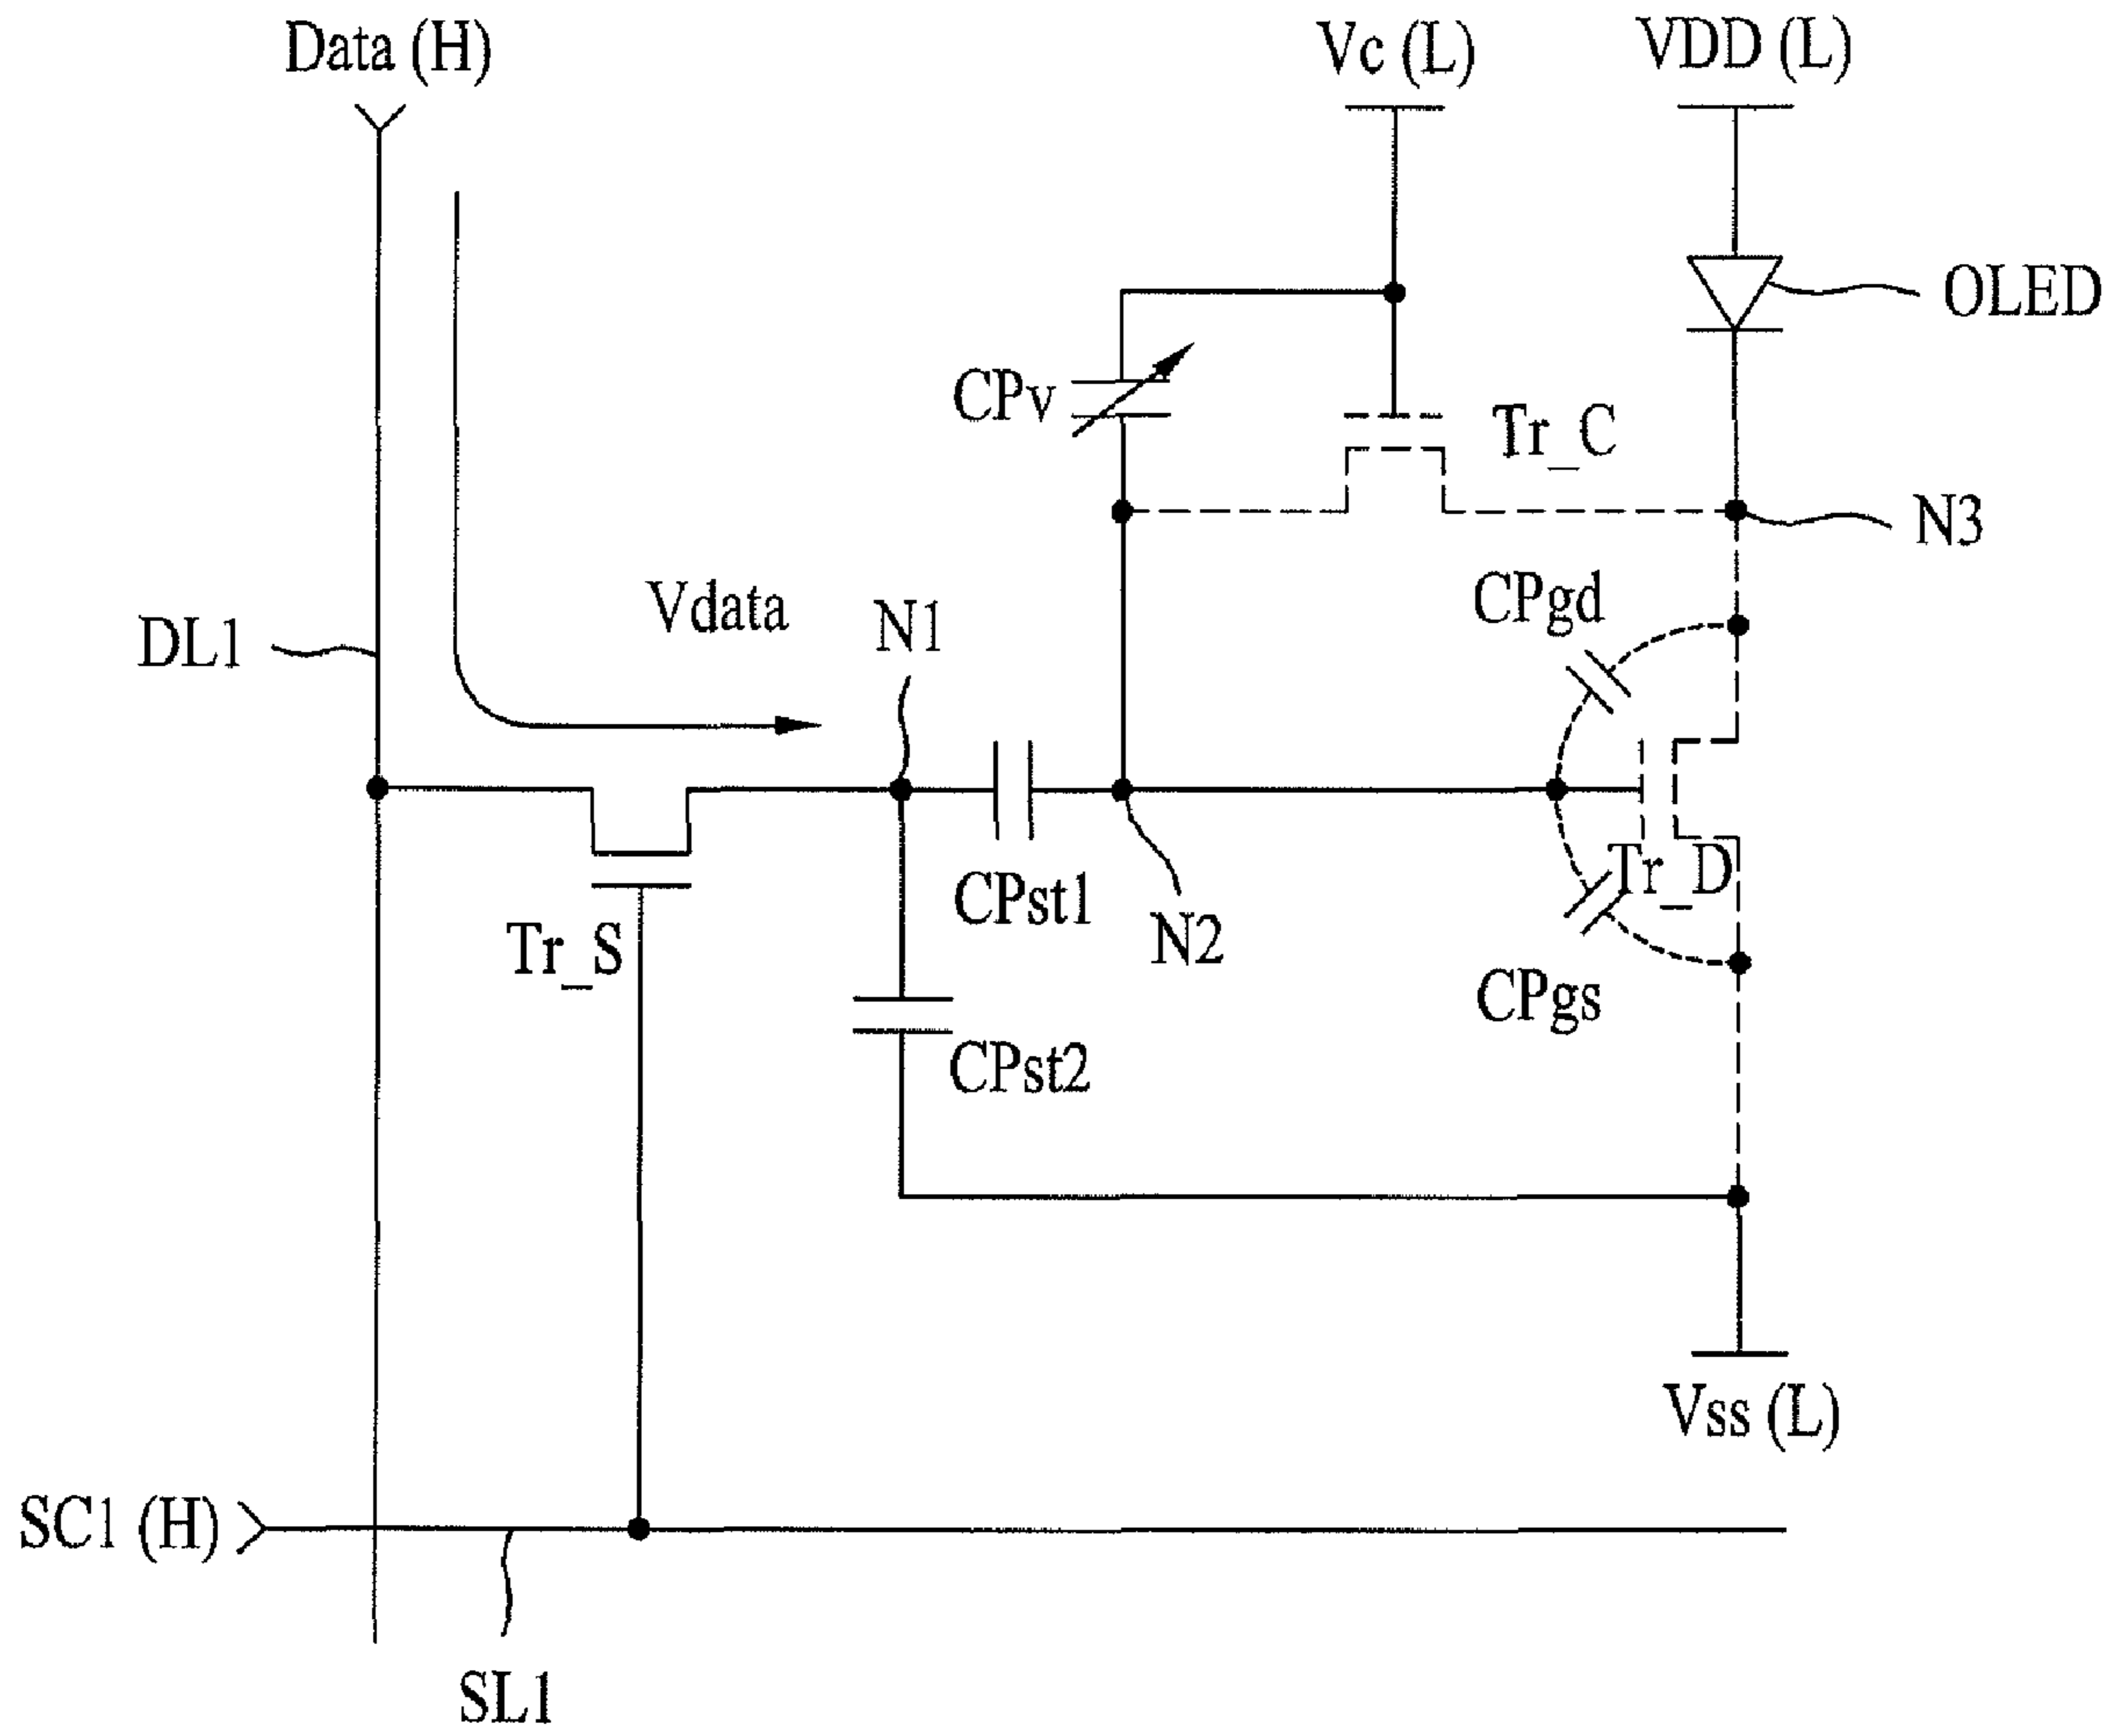 Data (H)
Vc (L)
VDD (L)
OLED
CPv
Tr_C
N3
CPgd
Vdata
N1
DL1
Tr_D
CPst1
N2
Tr_S
CPgs
CPst2
Vss (L)
SC1 (H)
SL1